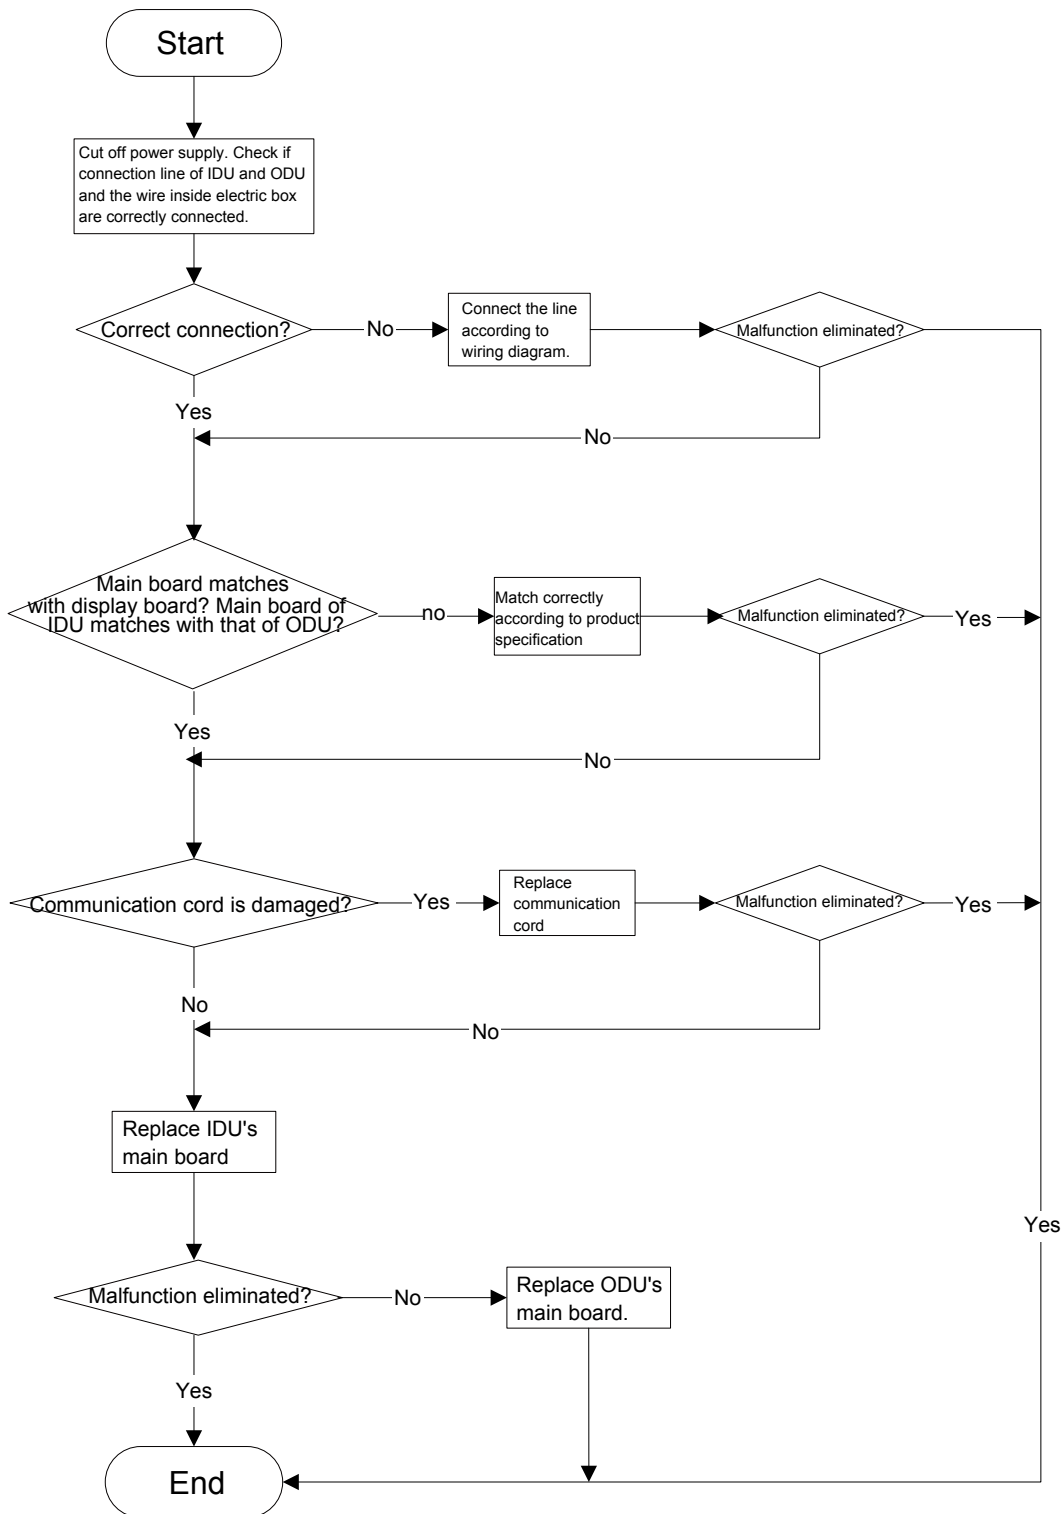 Start
Cut off power supply. Check if
connection line of IDU and ODU
and the wire inside electric box
are correctly connected.
Correct connection?
No
Connect the line
according to
wiring diagram.
Malfunction eliminated?
Yes
No
Main board matches
with display board? Main board of
IDU matches with that of ODU?
no
Match correctly
according to product
specification
Malfunction eliminated?
Yes
Yes
No
Communication cord is damaged?
Yes
Replace
communication
cord
Malfunction eliminated?
Yes
No
No
Replace IDU's
main board
Yes
Malfunction eliminated?
No
Replace ODU's
main board.
Yes
End